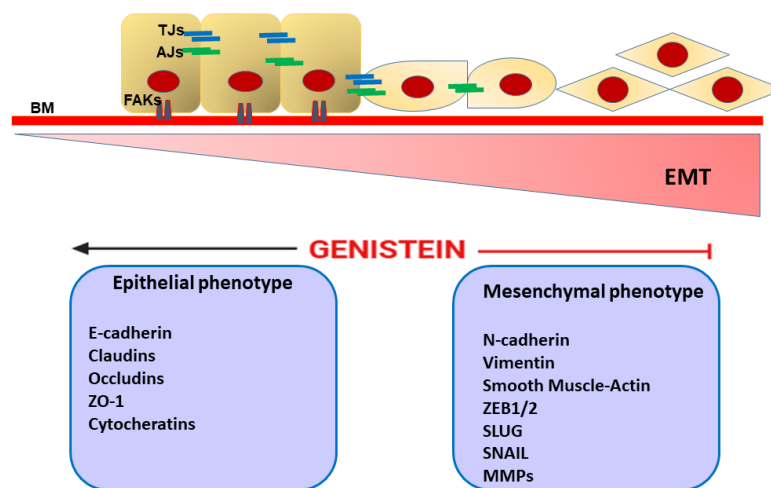 TJs
AJs
FAKs
BM
EMT
GENISTEIN
Epithelial phenotype
E-cadherin
Claudins
Occludins
ZO-1
Cytocheratins
Mesenchymal phenotype
N-cadherin
Vimentin
Smooth Muscle-Actin
ZEB1/2
SLUG
SNAIL
MMPs